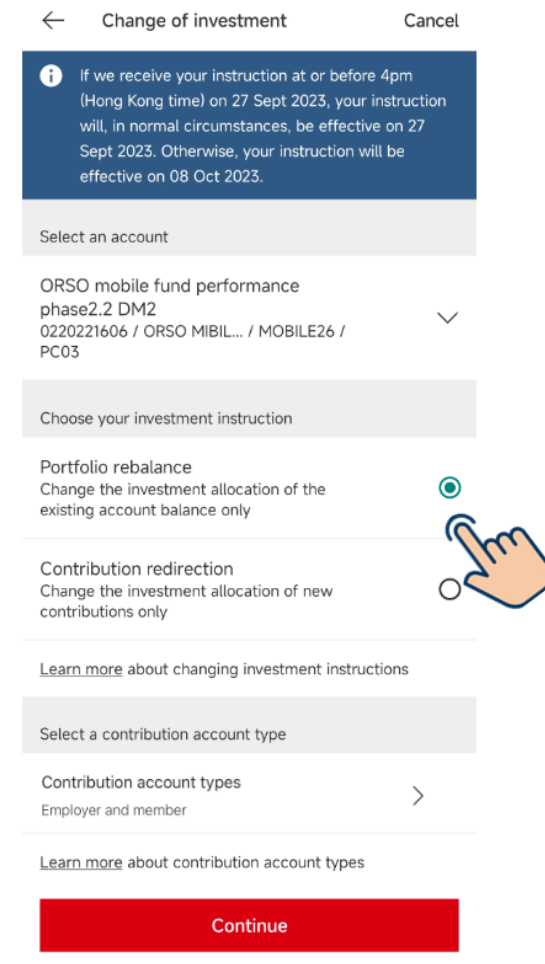 Change of investment
Cancel
If we receive your instruction at or before 4pm
(Hong Kong time) on 27 Sept 2023, your instruction
will, in normal circumstances, be effective on 27
Sept 2023. Otherwise, your instruction will be
effective on 08 Oct 2023.
Select an account
ORSO mobile fund performance
phase2.2 DM2
0220221606 / ORSO MIBIL... / MOBILE26 /
PC03
Choose your investment instruction
Portfolio rebalance
Change the investment allocation of the
existing account balance only
Contribution redirection
Change the investment allocation of new
contributions only
Learn more about changing investment instructions
Select a contribution account type
Contribution account types
Employer and member
Learn more about contribution account types
Continue